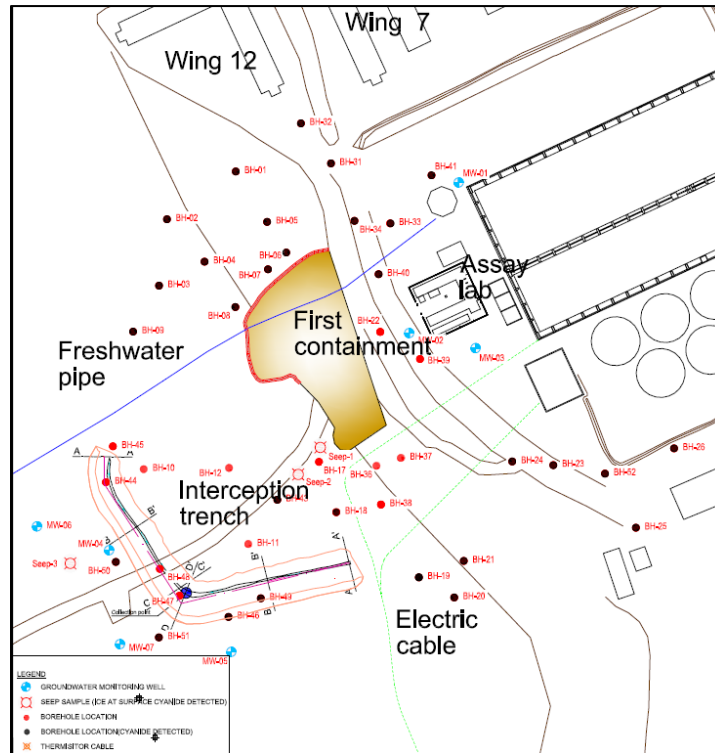 Wing 7
Wing 12
BH-32
BH-31
BH-01
BH-41
MW-01
BH-02
BH-05
BH-34
BH-33
BH-06
BH-04
BH-07
BH-40
Assay
lab
BH-03
BH-08
First
containment
BH-22
MW-02
BH-09
MW-03
Freshwater
pipe
BH-39
BH-45
A
A'
BH-10
BH-12
Seep-1
BH-17
BH-37
BH-36
BH-24
BH-23
BH-26
BH-52
BH-44
Seep-2
Interception
trench
BH-18
BH-38
MW-06
B'
BH-25
MW-04
BH-11
B'
A'
Seep-3
BH-50
BH-48
BH-21
BH-19
BH-20
A
BH-47
C
BH-49
Collection point
BH-46
B
Electric
cable
BH-51
MW-07
MW-05
LEGEND
GROUNDWATER MONITORING WELL
SEEP SAMPLE (ICE AT SURFACE CYANIDE DETECTED)
BOREHOLE LOCATION
BOREHOLE LOCATION(CYANIDE DETECTED)
THERMISITOR CABLE